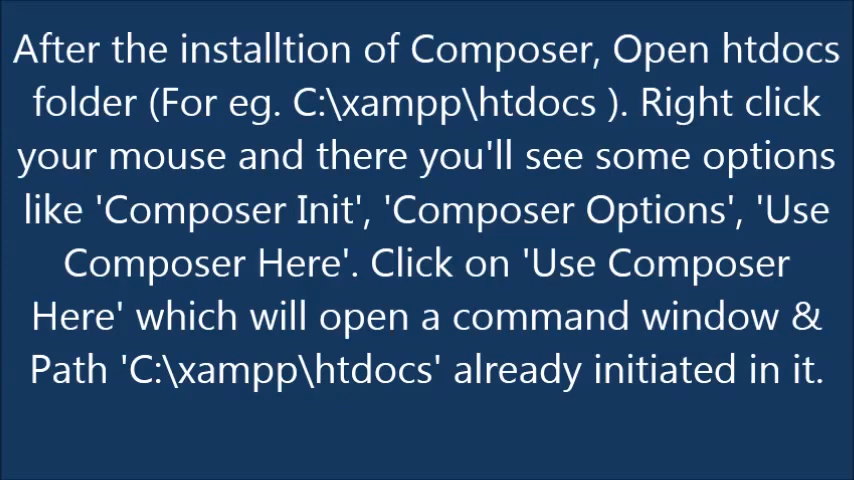 After the installtion of Composer, Open htdocs
folder (For eg. C:\xampp\htdocs ). Right click
your mouse and there you'll see some options
like 'Composer Init', 'Composer Options', 'Use
Composer Here'. Click on 'Use Composer
Here' which will open a command window &
Path 'C:\xampp\htdocs' already initiated in it.